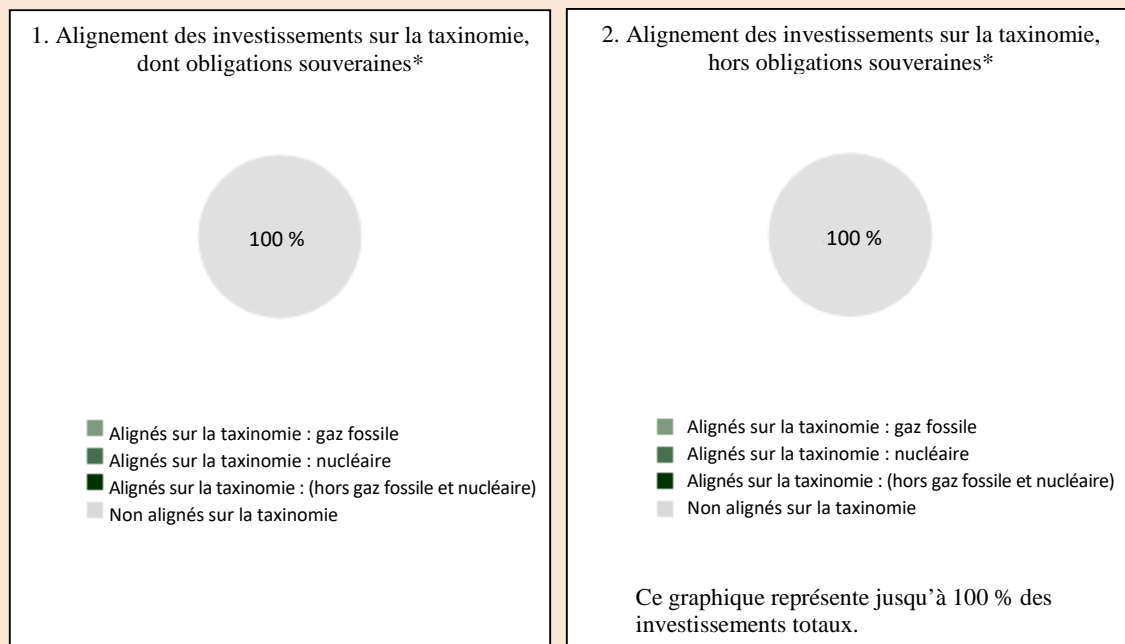 1. Alignement des investissements sur la taxinomie,
dont obligations souveraines*
100 %
Alignés sur la taxinomie : gaz fossile
Alignés sur la taxinomie : nucléaire
Alignés sur la taxinomie : (hors gaz fossile et nucléaire)
Non alignés sur la taxinomie
2. Alignement des investissements sur la taxinomie,
hors obligations souveraines*
100 %
Alignés sur la taxinomie : gaz fossile
Alignés sur la taxinomie : nucléaire
Alignés sur la taxinomie : (hors gaz fossile et nucléaire)
Non alignés sur la taxinomie
Ce graphique représente jusqu’à 100 % des
investissements totaux.